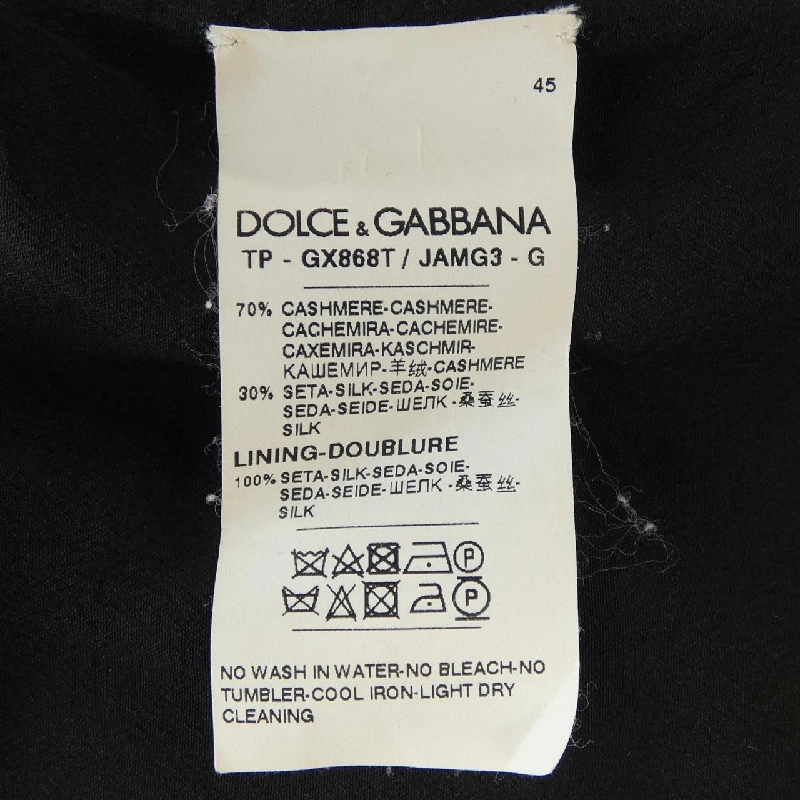 45
DOLCE & GABBANA
TP - GX868T / JAMG3 - G
70% CASHMERE-CASHMERE-
CACHEMIRA-CACHEMIRE-
CAXEMIRA-KASCHMIR-
КАШЕМИР-羊绒-CASHMERE
30% SETA-SILK-SEDA-SOIE-
SEDA-SEIDE-ШЕЛК -桑蚕丝-
SILK
LINING-DOUBLURE
100% SETA-SILK-SEDA-SOIE-
SEDA-SEIDE-ШЕЛК -桑蚕丝-
SILK
P
P
NO WASH IN WATER-NO BLEACH-NO
TUMBLER-COOL IRON-LIGHT DRY
CLEANING